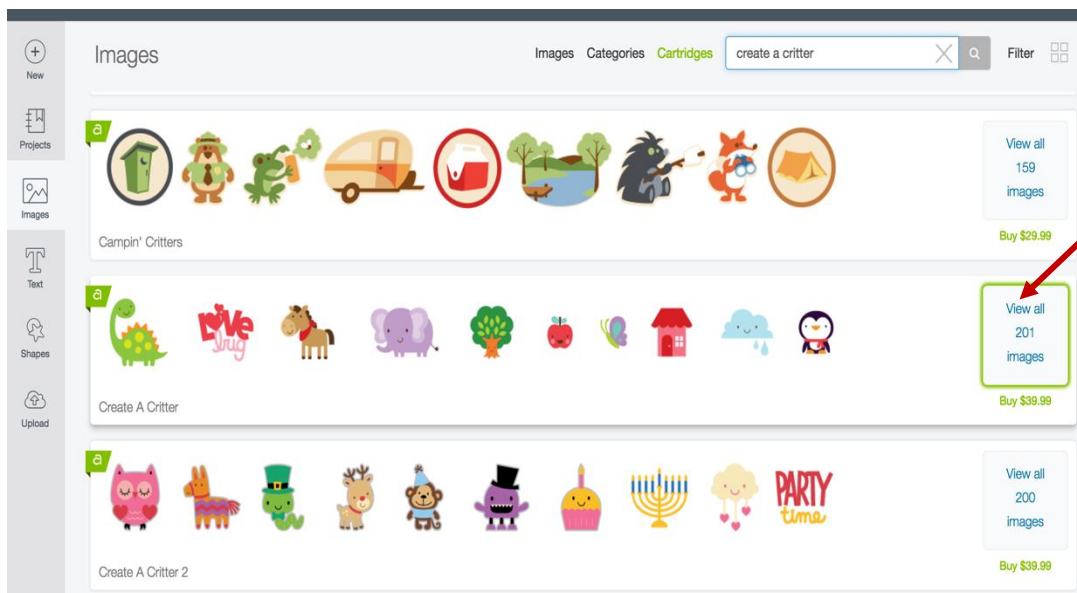 Images
Images Categories Cartridges
create a critter
Filter
New
Projects
Images
Text
Shapes
Upload
a
View all
159
images
Campin' Critters
Buy $29.99
a
LOVE
bug
View all
201
images
Create A Critter
Buy $39.99
a
PARTY
time
View all
200
images
Create A Critter 2
Buy $39.99